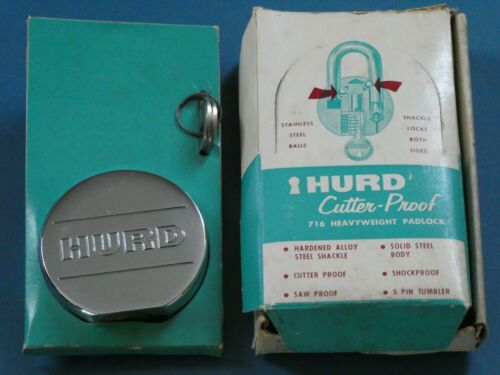 HURD
STAINLESS
STEEL
BALLS
SHACKLE
LOCKS
BOTH
SIDES
HURD
Cutter-Proof
716 HEAVYWEIGHT PADLOCK
• HARDENED ALLOY
STEEL SHACKLE
• CUTTER PROOF
• SAW PROOF
• SOLID STEEL
BODY
• SHOCKPROOF
• 5 PIN TUMBLER